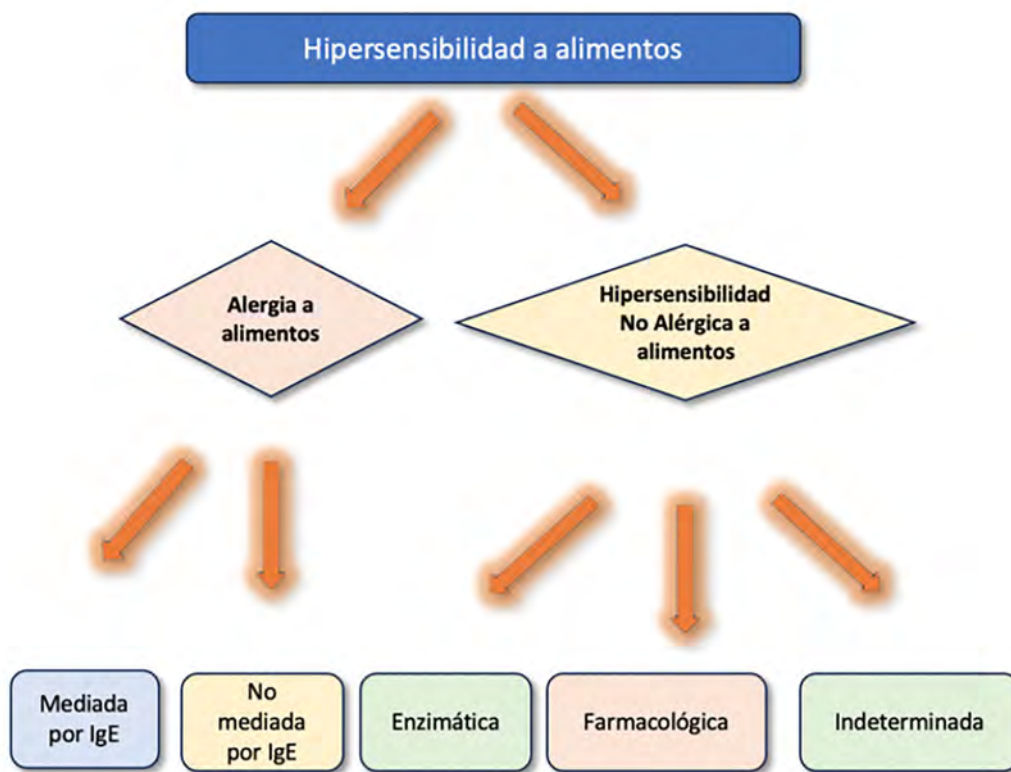 Hipersensibilidad a alimentos
Alergia a
alimentos
Hipersensibilidad
No Alérgica a
alimentos
Mediada
por IgE
No
mediada
por IgE
Enzimática
Farmacológica
Indeterminada